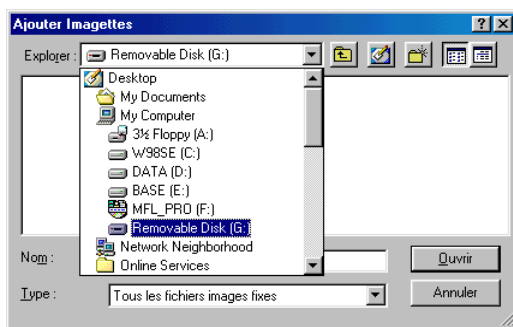 Ajouter Imagettes
Explorer : Removable Disk (G:)
Desktop
My Documents
My Computer
3½ Floppy (A:)
W98SE (C:)
DATA (D:)
BASE (E:)
MFL_PRO (F:)
Removable Disk (G:)
Network Neighborhood
Online Services
Nom :
Ouvrir
Type : Tous les fichiers images fixes
Annuler